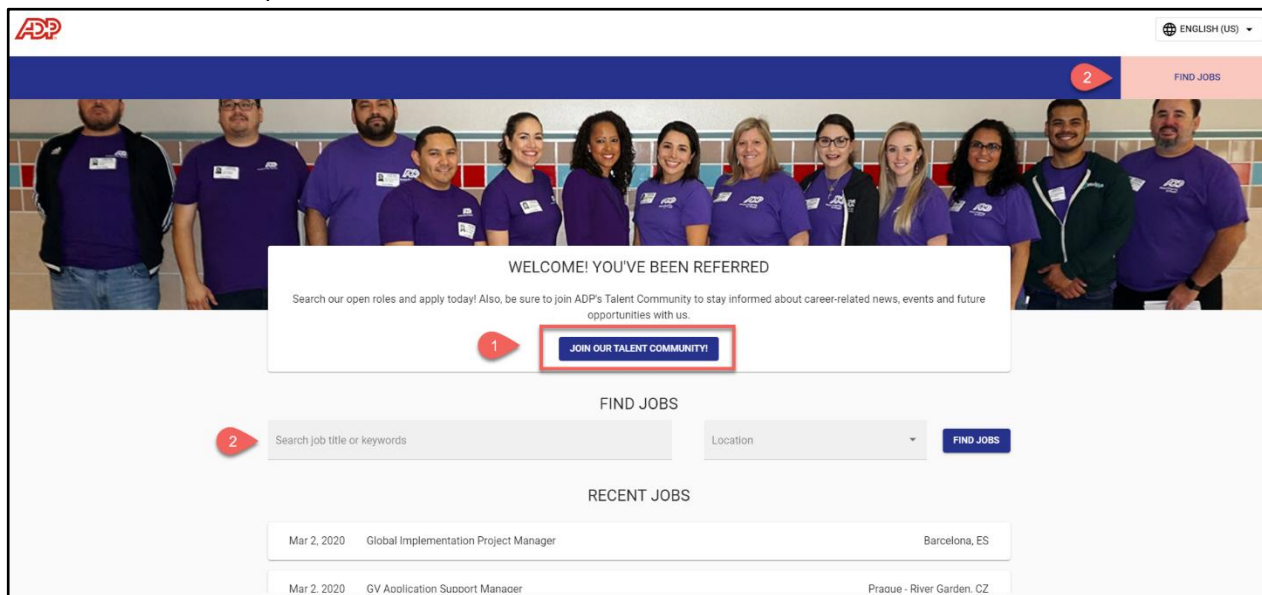 ADP
ENGLISH (US)
2
FIND JOBS
WELCOME! YOU'VE BEEN REFERRED
Search our open roles and apply today! Also, be sure to join ADP's Talent Community to stay informed about career-related news, events and future
opportunities with us.
1
JOIN OUR TALENT COMMUNITY!
FIND JOBS
2
Search job title or keywords
Location
FIND JOBS
RECENT JOBS
Mar 2, 2020 Global Implementation Project Manager Barcelona, ES
Mar 2, 2020 GV Application Support Manager Prague - River Garden, CZ